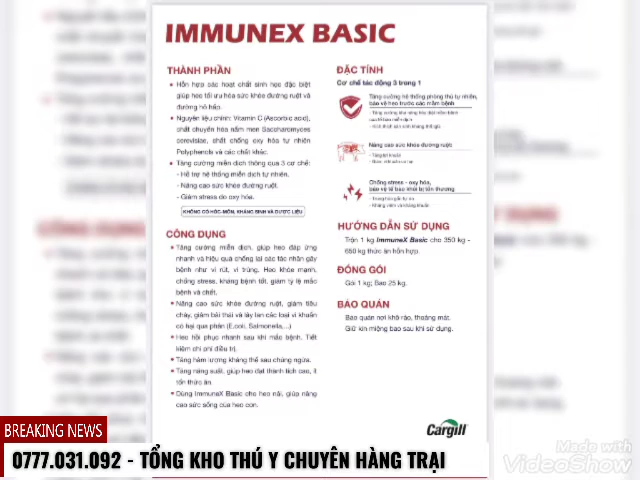 IMMUNEX BASIC
THÀNH PHẦN
Hỗn hợp các hoạt chất sinh học đặc biệt
giúp heo tối ưu hóa sức khỏe đường ruột và
đường hô hấp.
Nguyên liệu chính: Vitamin C (Ascorbic acid),
chất chuyên hóa nấm men Saccharomyces
cerevisiae, chất chống oxy hóa tự nhiên
Polyphenols và các chất khác.
Tăng cường miễn dịch thông qua 3 cơ chế:
- Hỗ trợ hệ thống miễn dịch tự nhiên.
- Nâng cao sức khỏe đường ruột.
- Giảm stress do oxy hóa.
KHÔNG CÓ HÓC-MÔN, KHÁNG SINH VÀ DƯỢC LIỆU
CÔNG DỤNG
Tăng cường miễn dịch, giúp heo đáp ứng
nhanh và hiệu quả chống lại các tác nhân gây
bệnh như vi rút, vi trùng. Heo khỏe mạnh,
chống stress, kháng bệnh tốt, giảm tỷ lệ mắc
bệnh và chết.
Nâng cao sức khỏe đường ruột, giảm tiêu
chảy, giảm bài thải và lây lan các loại vi khuẩn
có hại qua phân (E.coli, Salmonella,...)
Heo hồi phục nhanh sau khi mắc bệnh. Tiết
kiệm chi phí điều trị.
Tăng hàm lượng kháng thể sau chủng ngừa.
Tăng năng suất, giúp heo đạt thành tích cao, ít
tốn thức ăn.
Dùng ImmuneX Basic cho heo nái, giúp nâng
cao sức sống của heo con.
ĐẶC TÍNH
Cơ chế tác động 3 trong 1
Tăng cường hệ thống phòng thủ tự nhiên,
bảo vệ heo trước các mầm bệnh
Nâng cao sức khỏe đường ruột
Chống stress - oxy hóa,
bảo vệ tế bào khỏi bị tổn thương
HƯỚNG DẪN SỬ DỤNG
Trộn 1 kg ImmuneX Basic cho 350 kg -
650 kg thức ăn hỗn hợp.
ĐÓNG GÓI
Gói 1 kg; Bao 25 kg.
BẢO QUẢN
Bảo quản nơi khô ráo, thoáng mát.
Giữ kín miệng bao sau khi sử dụng.
Cargill
BREAKING NEWS
0777.031.092 - TỔNG KHO THÚ Y CHUYÊN HÀNG TRẠI
Made with
VideoShow